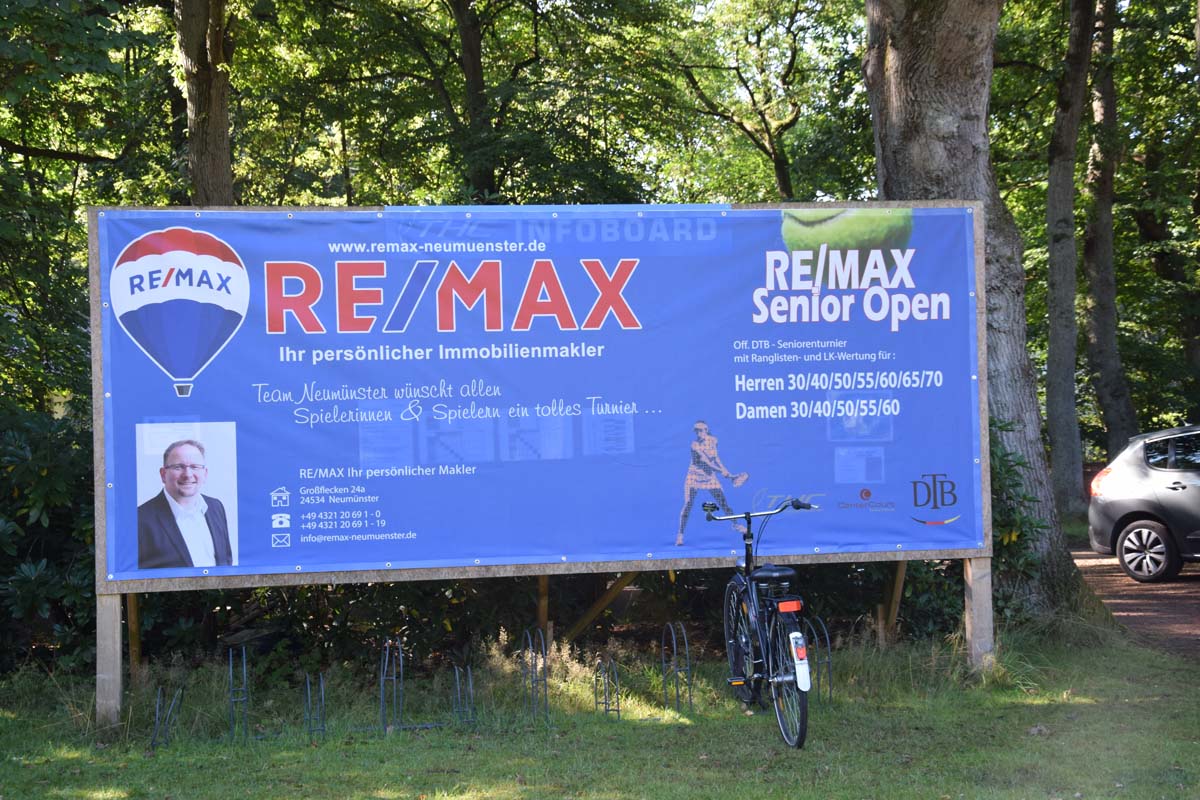 THC INFOBOARD
www.remax-neumuenster.de
RE/MAX
RE/MAX
Ihr persönlicher Immobilienmakler
Team Neumünster wünscht allen
Spielerinnen & Spielern ein tolles Turnier ...
RE/MAX Ihr persönlicher Makler
Großflecken 24a
24534 Neumünster
+49 4321 20 69 1 - 0
+49 4321 20 69 1 - 19
info@remax-neumuenster.de
RE/MAX
Senior Open
Off. DTB - Seniorenturnier
mit Ranglisten- und LK-Wertung für :
Herren 30/40/50/55/60/65/70
Damen 30/40/50/55/60
THC
CenterCourt
DTB